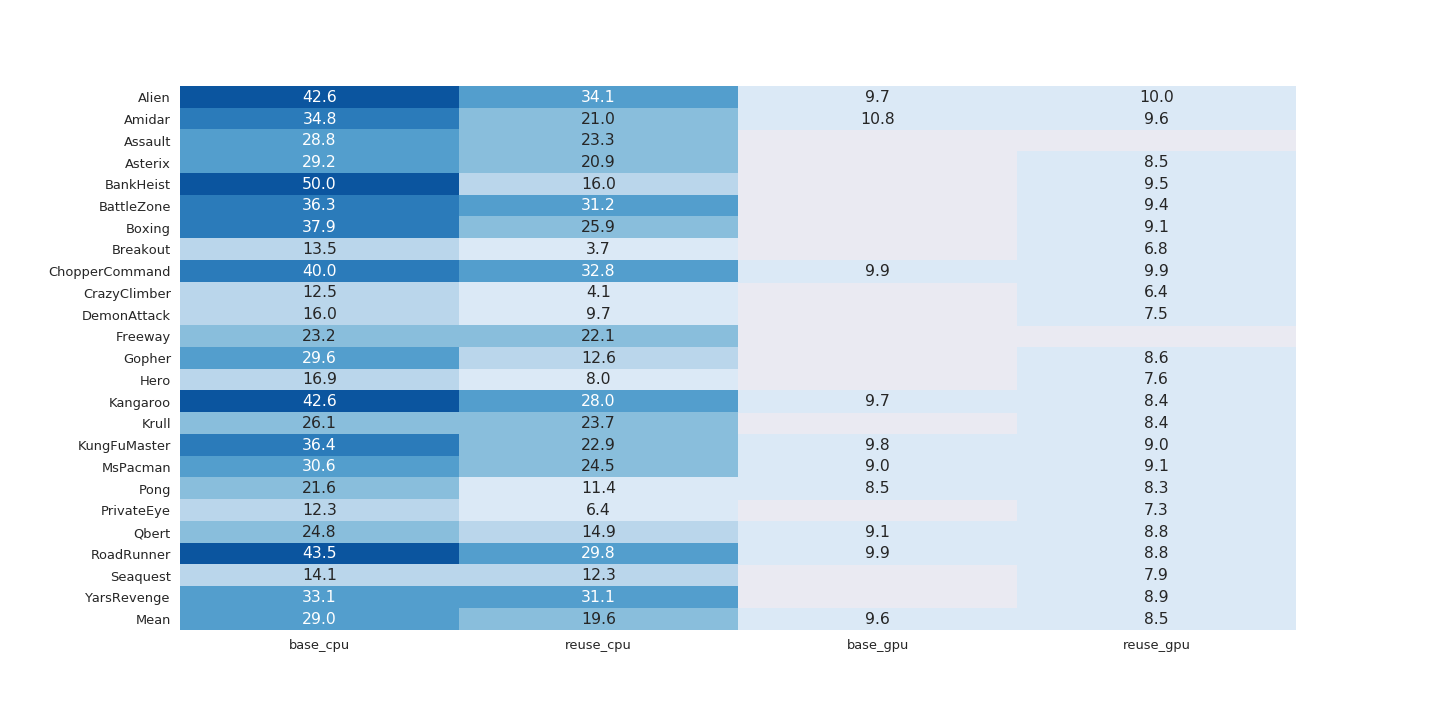 Alien 42.6 34.1 9.7 10.0
Amidar 34.8 21.0 10.8 9.6
Assault 28.8 23.3
Asterix 29.2 20.9 8.5
BankHeist 50.0 16.0 9.5
BattleZone 36.3 31.2 9.4
Boxing 37.9 25.9 9.1
Breakout 13.5 3.7 6.8
ChopperCommand 40.0 32.8 9.9 9.9
CrazyClimber 12.5 4.1 6.4
DemonAttack 16.0 9.7 7.5
Freeway 23.2 22.1
Gopher 29.6 12.6 8.6
Hero 16.9 8.0 7.6
Kangaroo 42.6 28.0 9.7 8.4
Krull 26.1 23.7 8.4
KungFuMaster 36.4 22.9 9.8 9.0
MsPacman 30.6 24.5 9.0 9.1
Pong 21.6 11.4 8.5 8.3
PrivateEye 12.3 6.4 7.3
Qbert 24.8 14.9 9.1 8.8
RoadRunner 43.5 29.8 9.9 8.8
Seaquest 14.1 12.3 7.9
YarsRevenge 33.1 31.1 8.9
Mean 29.0 19.6 9.6 8.5
base_cpu reuse_cpu base_gpu reuse_gpu